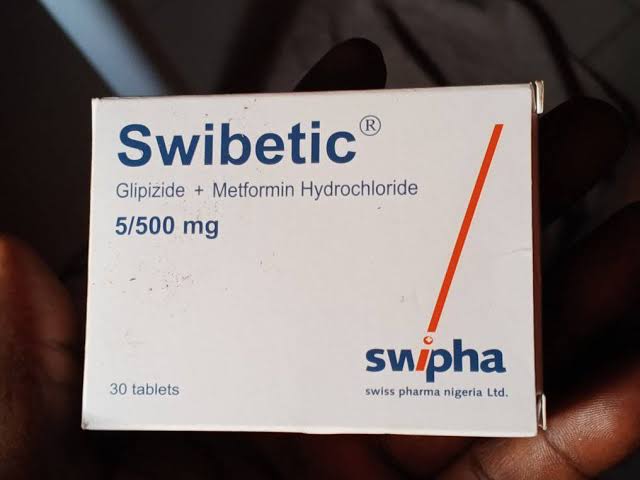 Swibetic®
Glipizide + Metformin Hydrochloride
5/500 mg
swipha
30 tablets
swiss pharma nigeria Ltd.